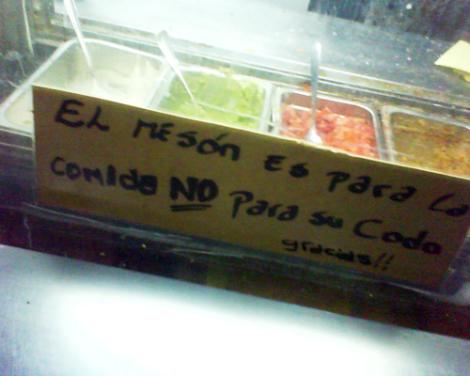 EL MESÓN ES PARA LA
COMIDA NO PARA SU CODO
gracias!!